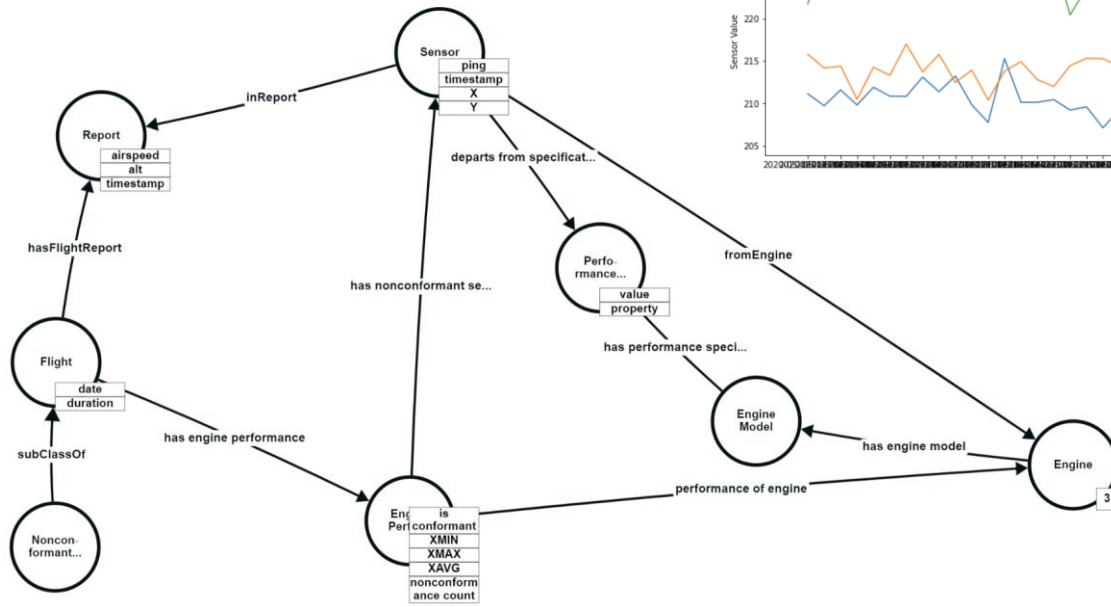 Sensor
ping
timestamp
X
Y
inReport
Report
airspeed
alt
timestamp
departs from specificat...
hasFlightReport
fromEngine
Perfo-
rmance...
value
property
has nonconformant se...
has performance speci...
Flight
date
duration
Engine
Model
has engine performance
has engine model
subClassOf
Engine
3
performance of engine
is
conformant
XMIN
XMAX
XAVG
nonconform
ance count
Noncon-
formant...
Sensor Value
220
215
210
205